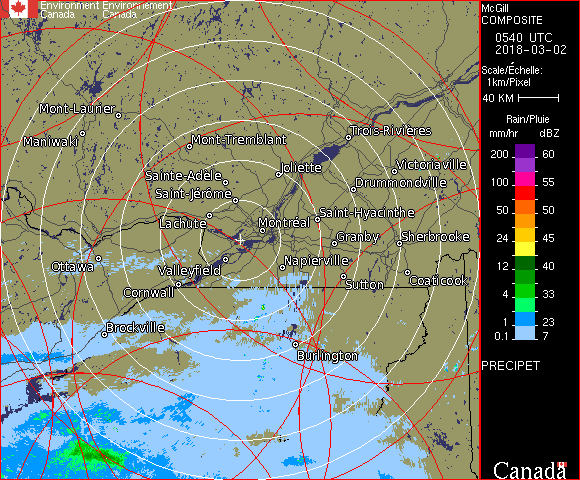 Environment Environnement
Canada Canada
McGill
COMPOSITE
0540 UTC
2018-03-02
Scale/Échelle:
1km/Pixel
40 KM
Rain/Pluie
mm/hr dBZ
200 60
150 55
100 55
50 50
24 45
12 40
4 33
1 23
0.1 7
PRECIPET
Canada
Mont-Laurier
Maniwaki
Mont-Tremblant
Trois-Rivières
Sainte-Adèle
Joliette
Victoriaville
Saint-Jérôme
Drummondville
Lachute
Montréal
Saint-Hyacinthe
Granby
Sherbrooke
Ottawa
Valleyfield
Napierville
Cornwall
Sutton
Coaticook
Brockville
Burlington